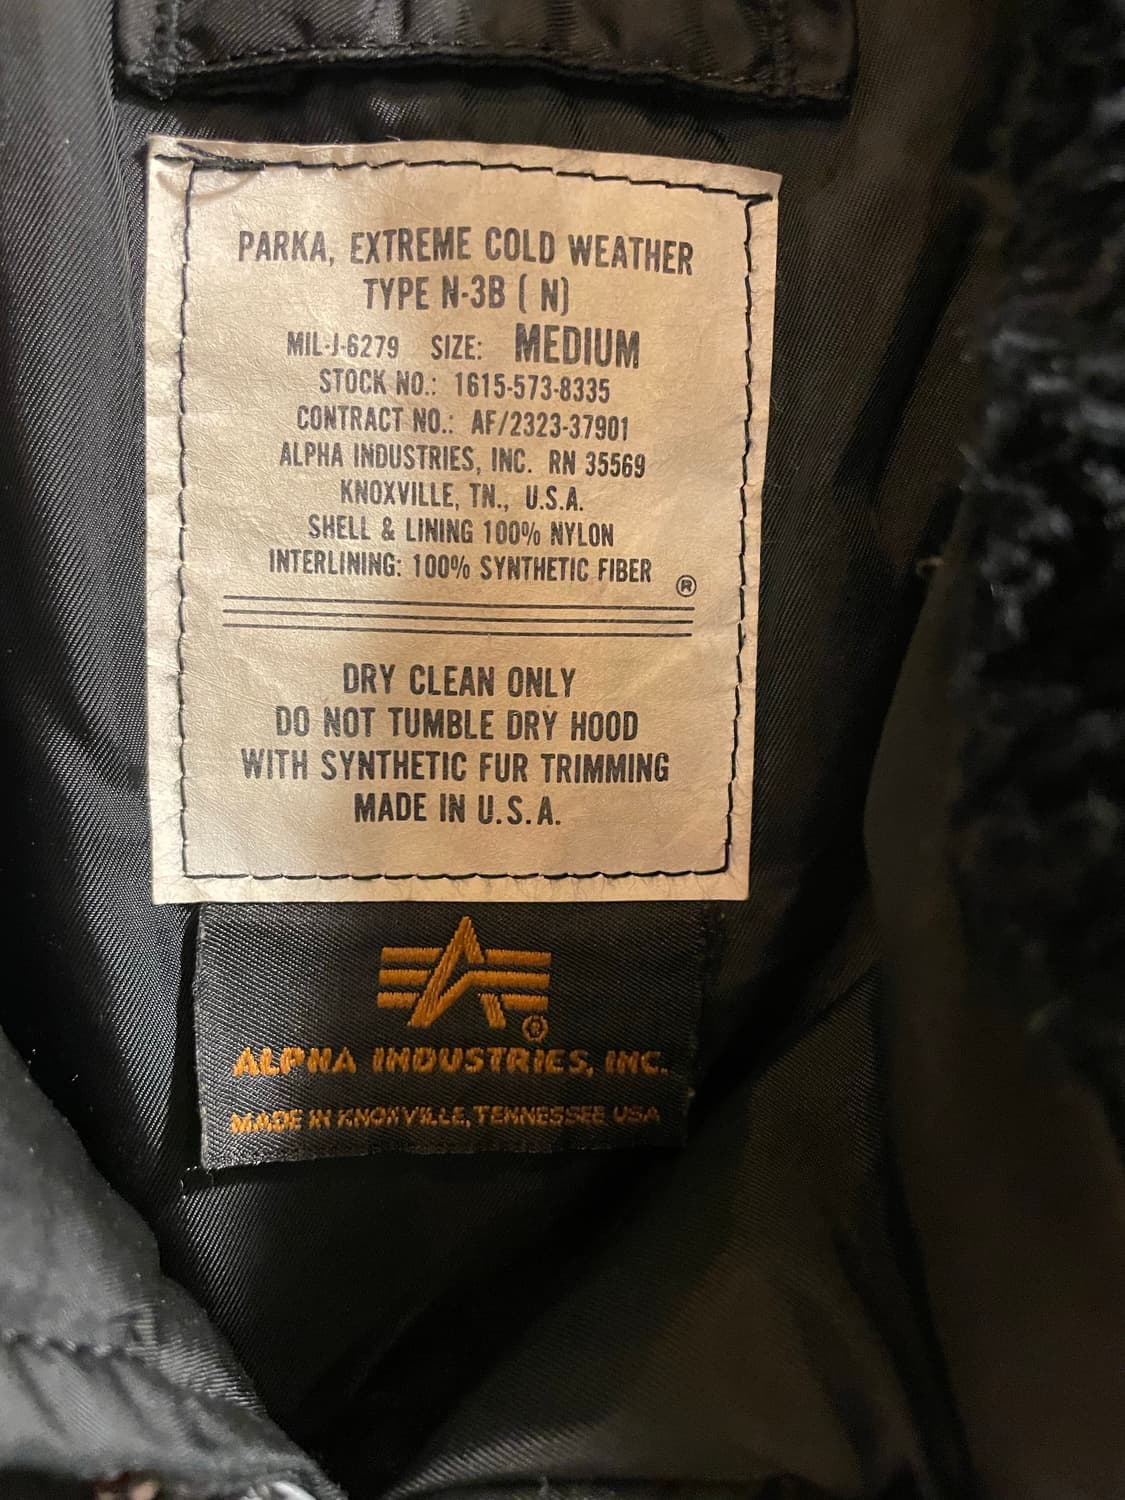 PARKA, EXTREME COLD WEATHER
TYPE N-3B ( N)
MIL-J-6279 SIZE: MEDIUM
STOCK NO.: 1615-573-8335
CONTRACT NO.: AF/2323-37901
ALPHA INDUSTRIES, INC. RN 35569
KNOXVILLE, TN., U.S.A.
SHELL & LINING 100% NYLON
INTERLINING: 100% SYNTHETIC FIBER ®
DRY CLEAN ONLY
DO NOT TUMBLE DRY HOOD
WITH SYNTHETIC FUR TRIMMING
MADE IN U.S.A.
A®
ALPHA INDUSTRIES, INC.
MADE IN KNOXVILLE, TENNESSEE USA